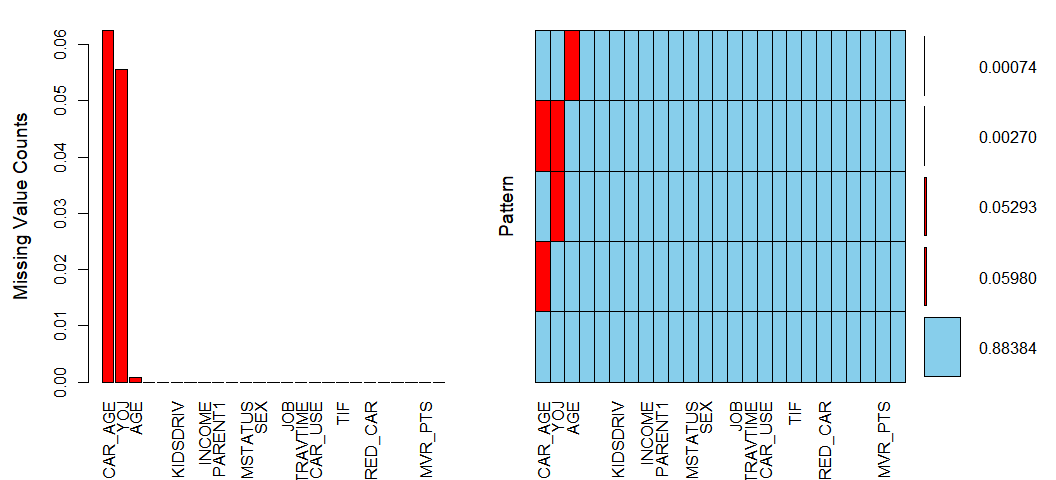 Missing Value Counts
0.00
0.01
0.02
0.03
0.04
0.05
0.06
CAR_AGE
YOJ
AGE
KIDSDRIV
INCOME
PARENT1
MSTATUS
SEX
JOB
TRAVTIME
CAR_USE
TIF
RED_CAR
MVR_PTS
Pattern
CAR_AGE
YOJ
AGE
KIDSDRIV
INCOME
PARENT1
MSTATUS
SEX
JOB
TRAVTIME
CAR_USE
TIF
RED_CAR
MVR_PTS
0.00074
0.00270
0.05293
0.05980
0.88384